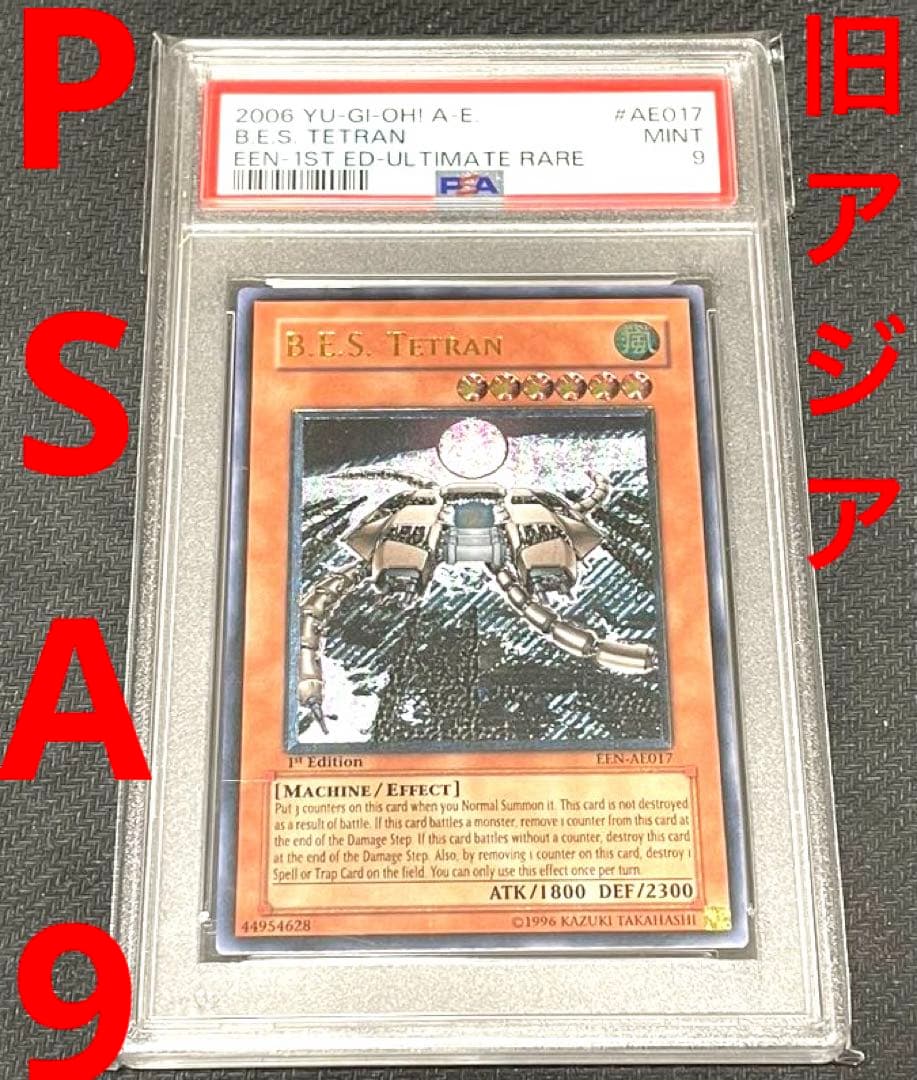 PSA9
旧アジア
2006 YU-GI-OH! A-E. #AE017
B.E.S. TETRAN MINT
EEN-1ST ED-ULTIMATE RARE 9
PSA
B.E.S. TETRAN 風
1st Edition EEN-AE017
[MACHINE/EFFECT]
Put 3 counters on this card when you Normal Summon it. This card is not destroyed
as a result of battle. If this card battles a monster, remove 1 counter from this card at
the end of the Damage Step. If this card battles without a counter, destroy this card
at the end of the Damage Step. Also, by removing 1 counter on this card, destroy 1
Spell or Trap Card on the field. You can only use this effect once per turn.
ATK/1800 DEF/2300
44954628 ©1996 KAZUKI TAKAHASHI